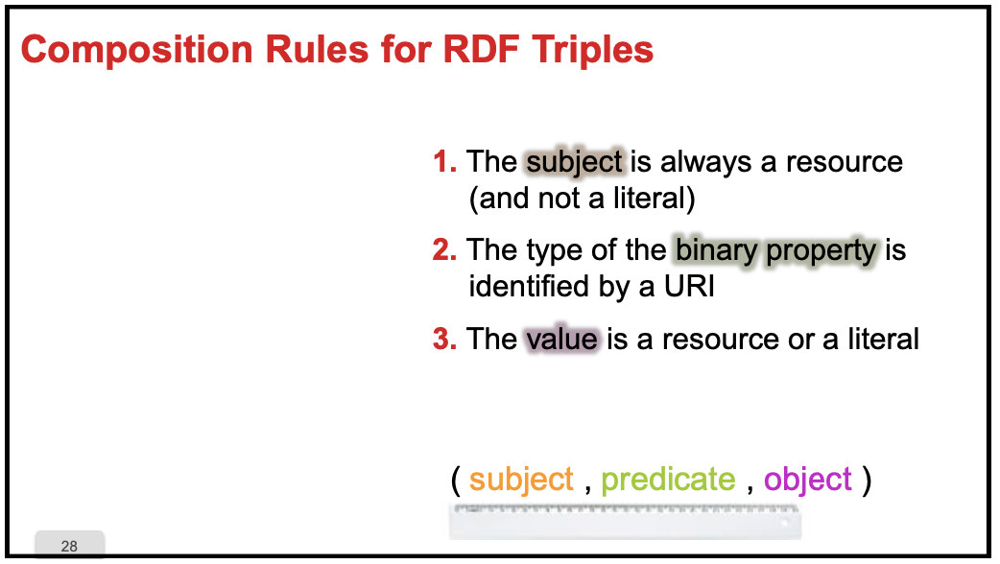 Composition Rules for RDF Triples
1. The subject is always a resource
(and not a literal)
2. The type of the binary property is
identified by a URI
3. The value is a resource or a literal
( subject , predicate , object )
28